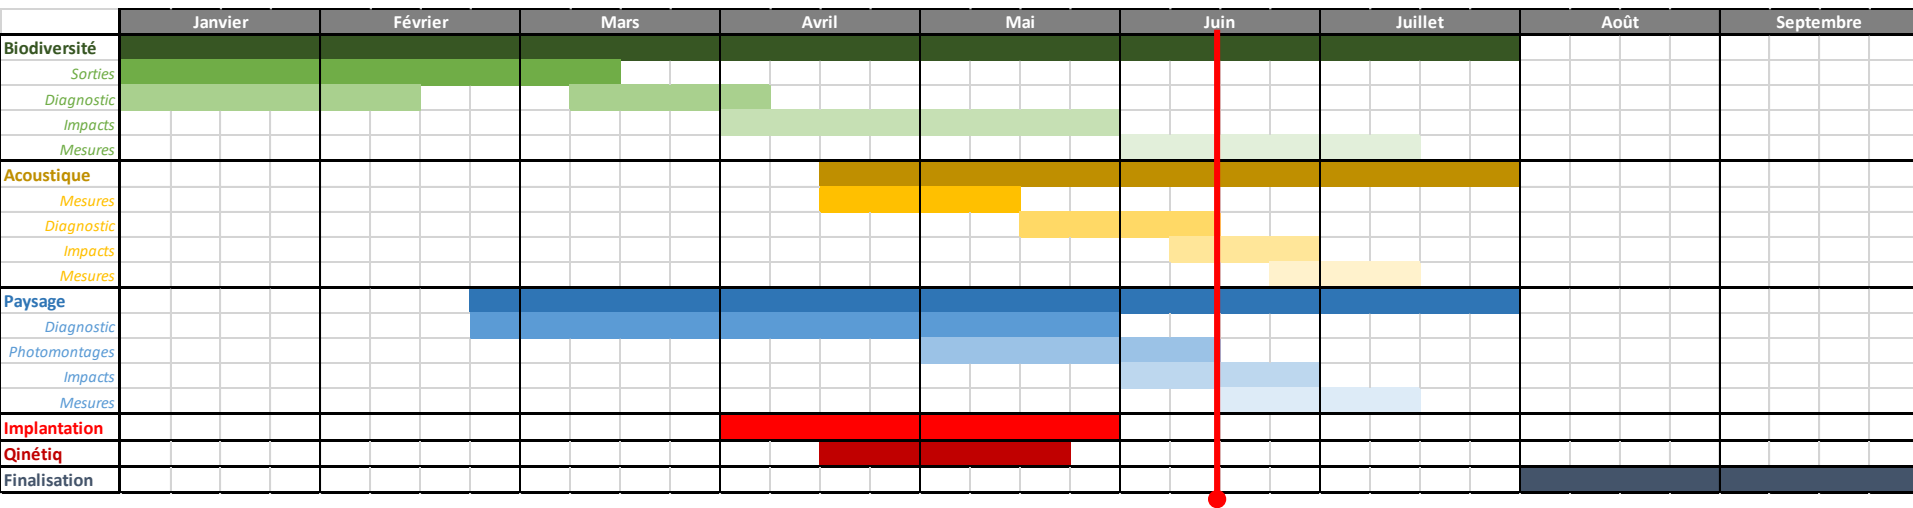 Janvier Février Mars Avril Mai Juin Juillet Août Septembre
Biodiversité
Sorties
Diagnostic
Impacts
Mesures
Acoustique
Mesures
Diagnostic
Impacts
Mesures
Paysage
Diagnostic
Photomontages
Impacts
Mesures
Implantation
Qinétiq
Finalisation